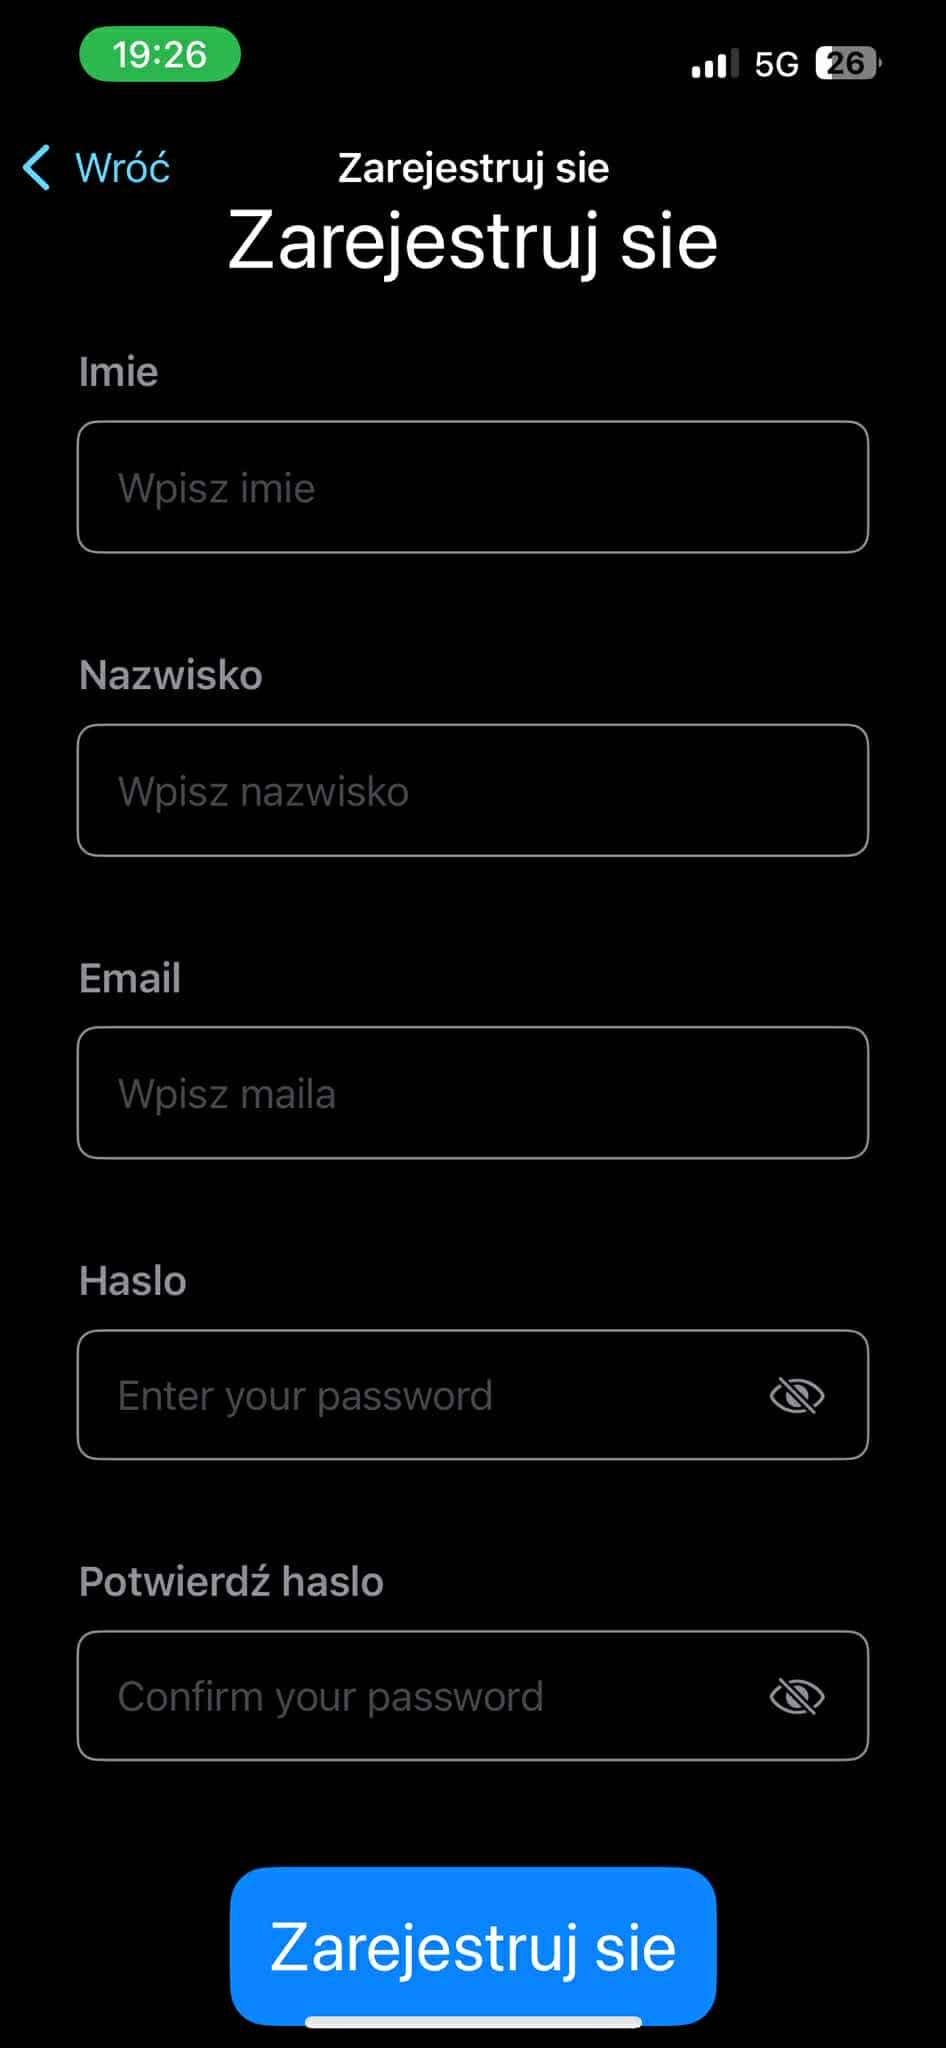 19:26
5G 26
Wróć
Zarejestruj sie
Zarejestruj sie
Imie
Wpisz imie
Nazwisko
Wpisz nazwisko
Email
Wpisz maila
Haslo
Enter your password
Potwierdź haslo
Confirm your password
Zarejestruj sie